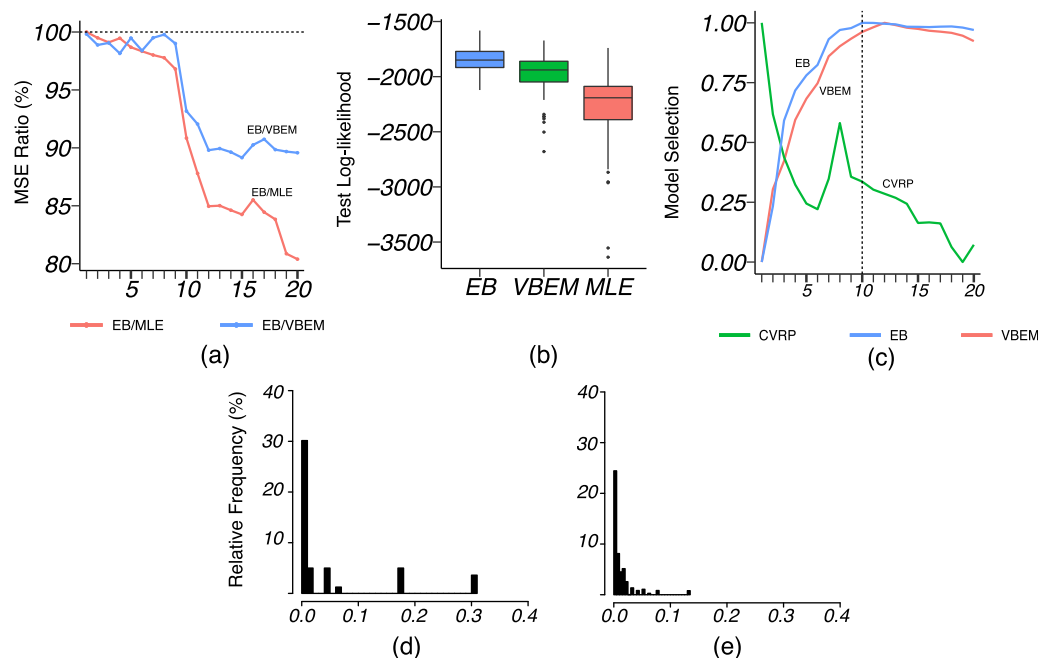 MSE Ratio (%)
100
95
90
85
80
5
10
15
20
EB/VBEM
EB/MLE
EB/MLE
EB/VBEM
(a)
Test Log-likelihood
−1500
−2000
−2500
−3000
−3500
EB
VBEM
MLE
(b)
Model Selection
1.00
0.75
0.50
0.25
0.00
5
10
15
20
EB
VBEM
CVRP
CVRP
EB
VBEM
(c)
Relative Frequency (%)
40
30
20
10
0.0
0.1
0.2
0.3
0.4
(d)
40
30
20
10
0.0
0.1
0.2
0.3
0.4
(e)